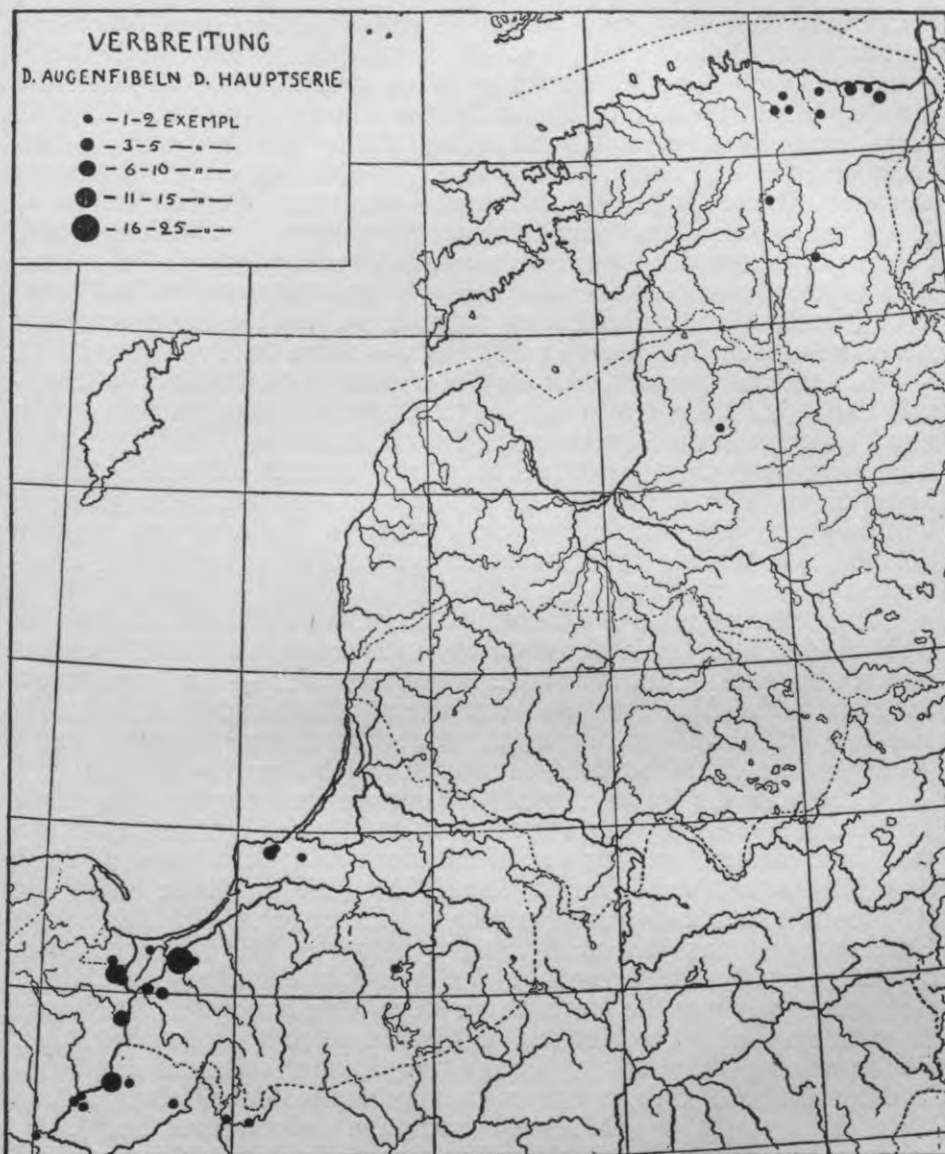 VERBREITUNG
D. AUGENFIBELN D. HAUPTSERIE
• – 1–2 EXEMPL
• – 3–5 – „ –
• – 6–10 – „ –
• – 11–15 – „ –
• – 16–25 – „ –